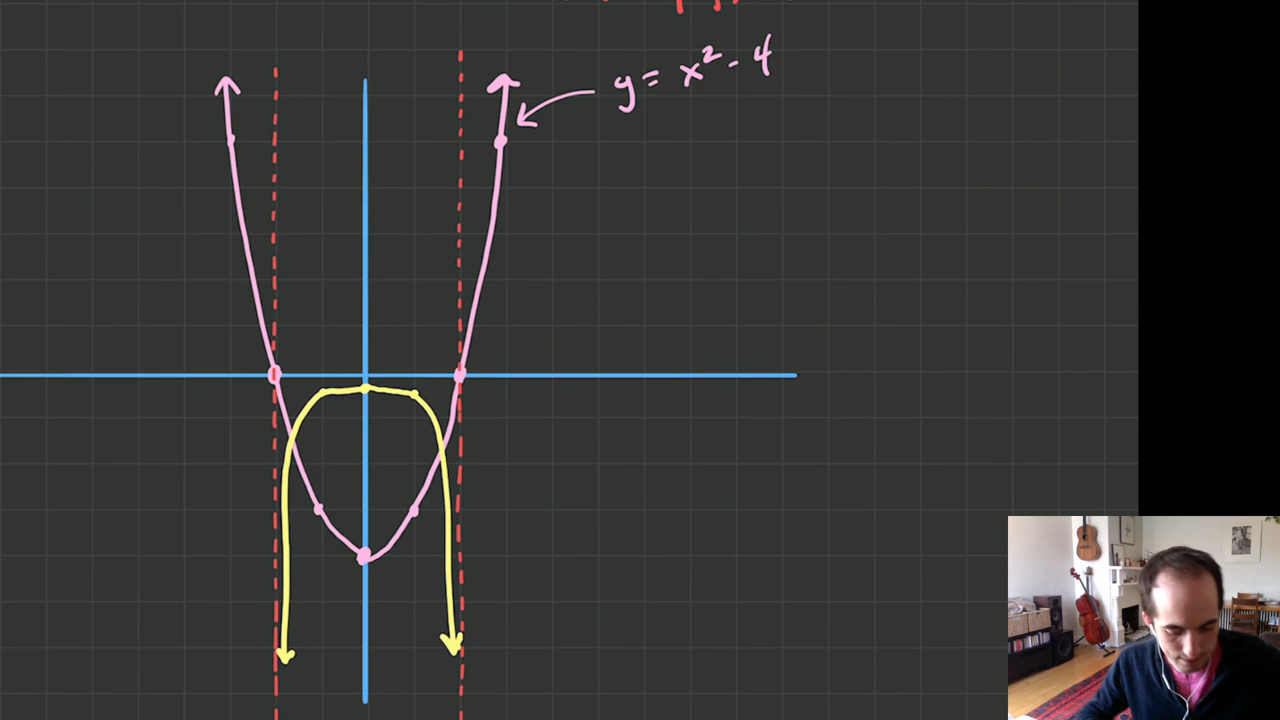 y = x² - 4